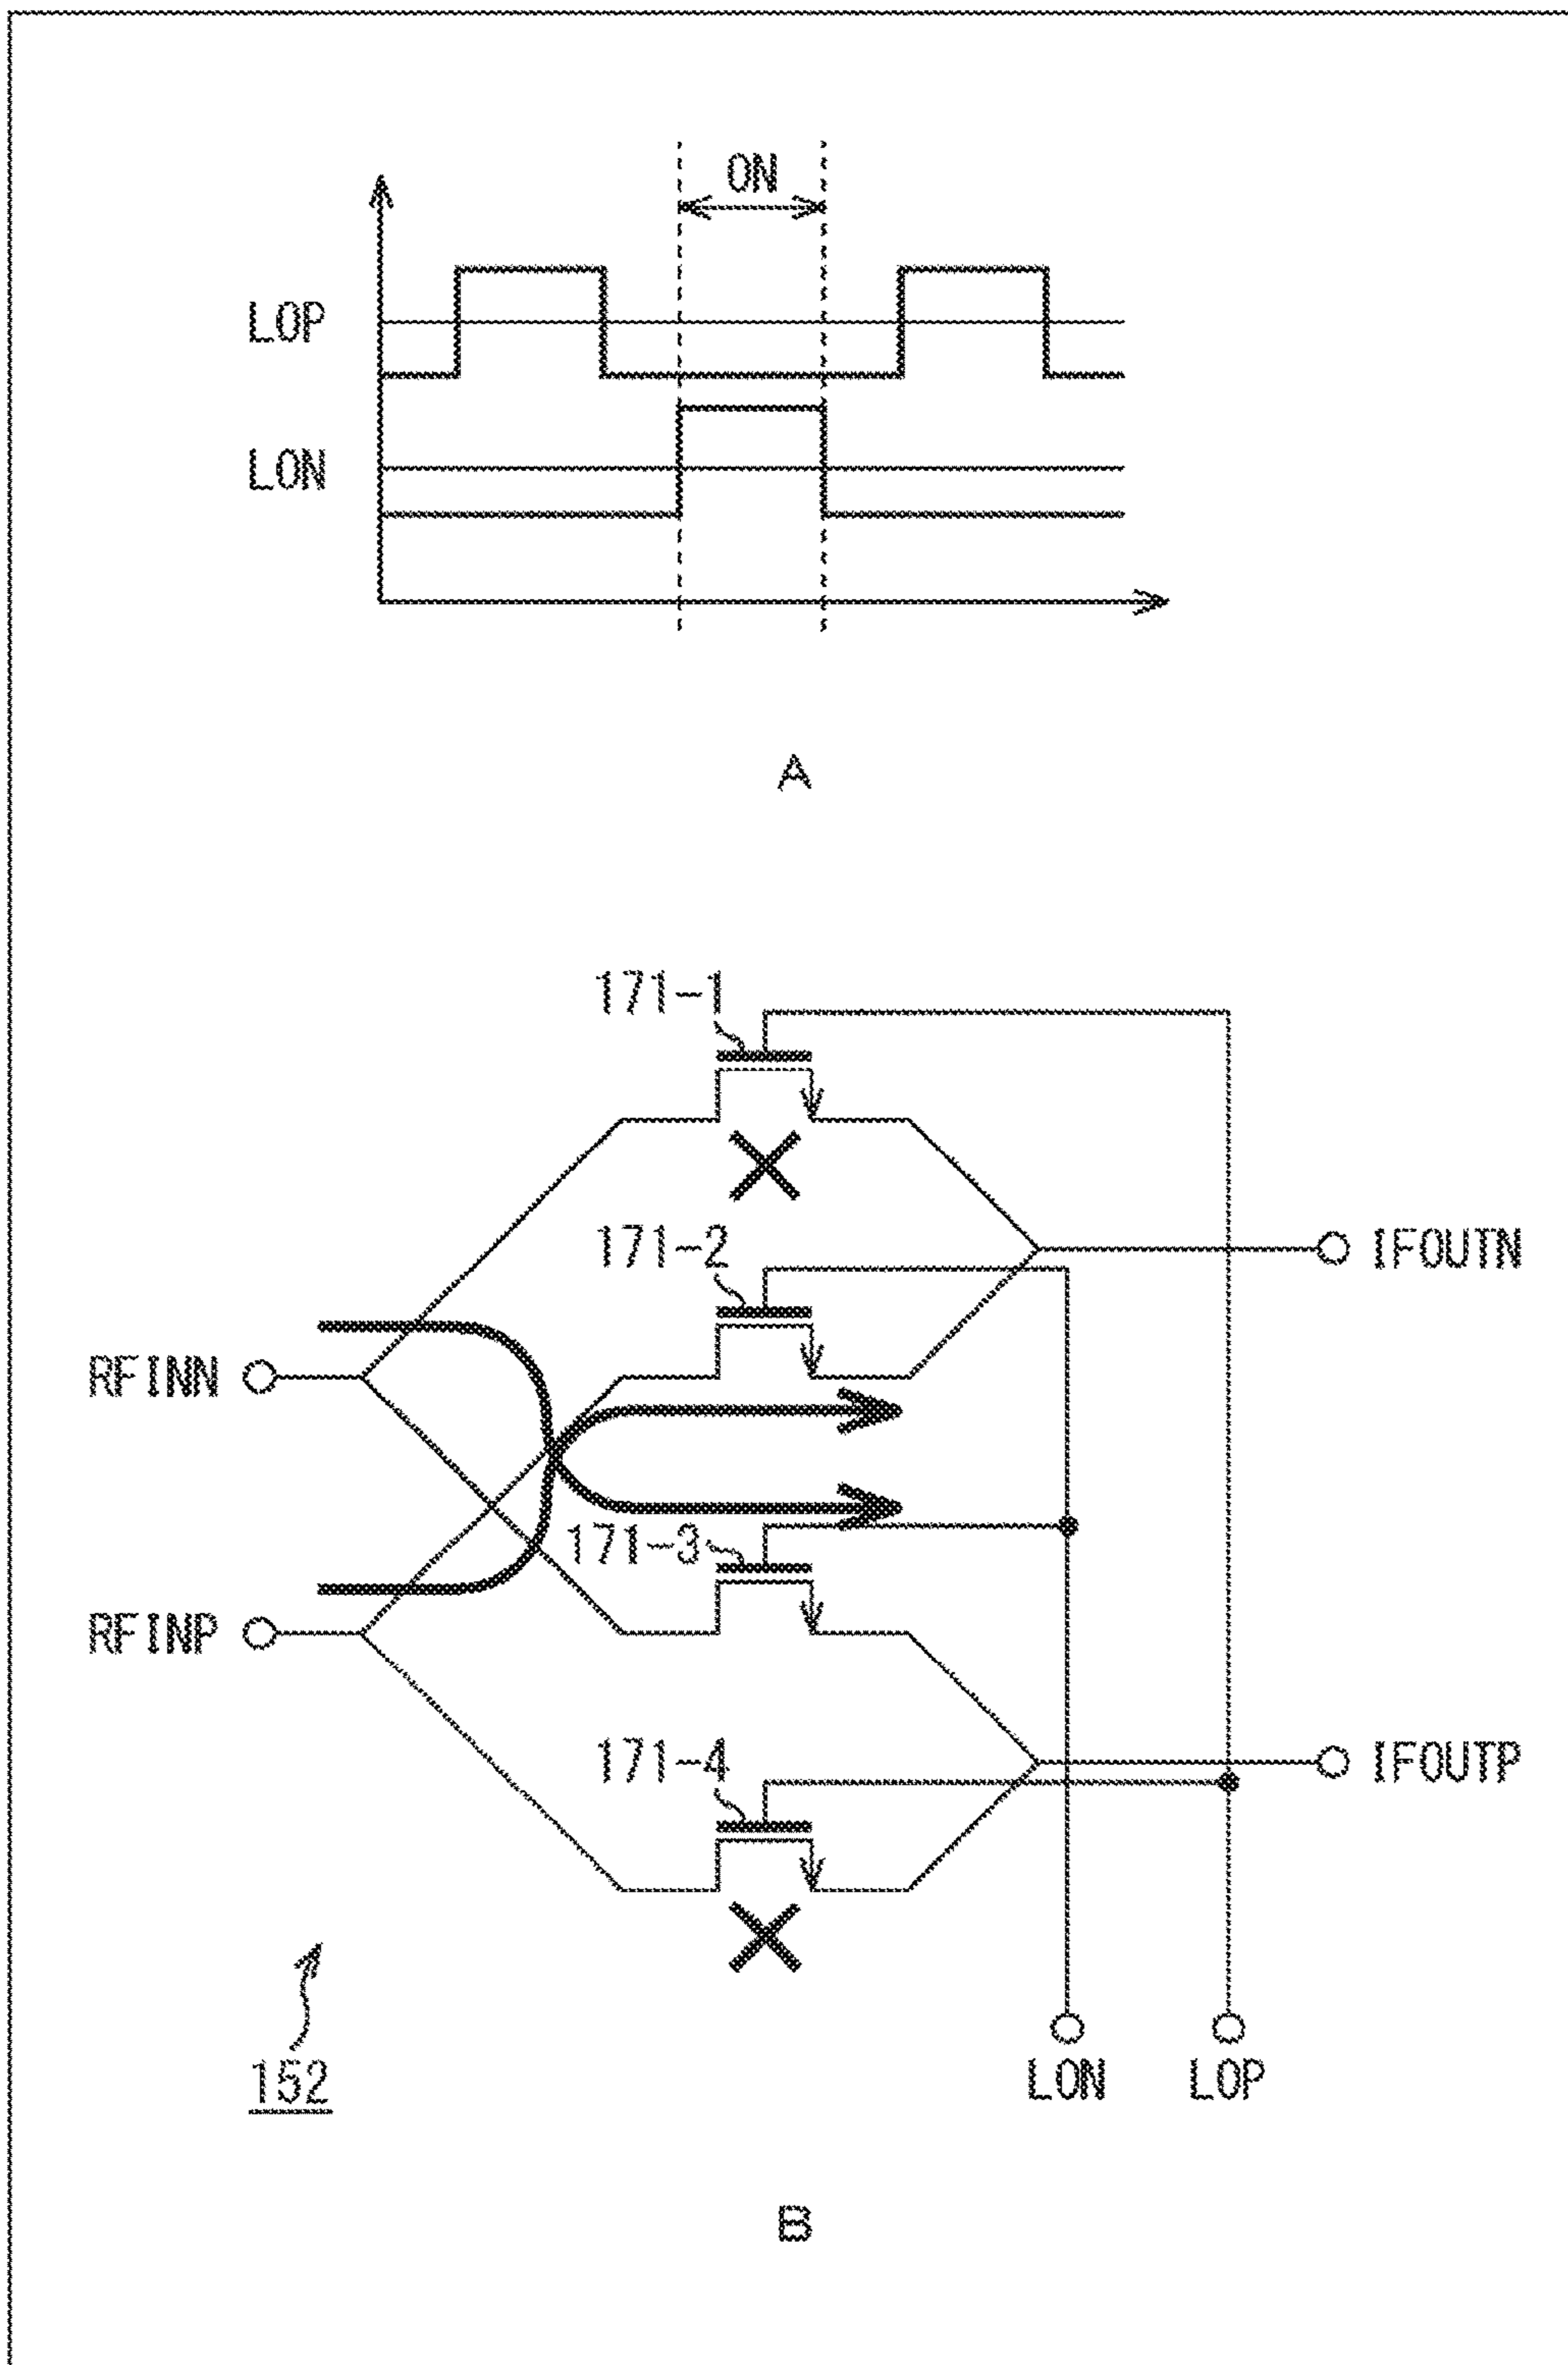 ON
LOP
LON
A
171-1
171-2
IFOUTN
RFINN
171-3
RFINP
171-4
IFOUTP
152
LON
LOP
B